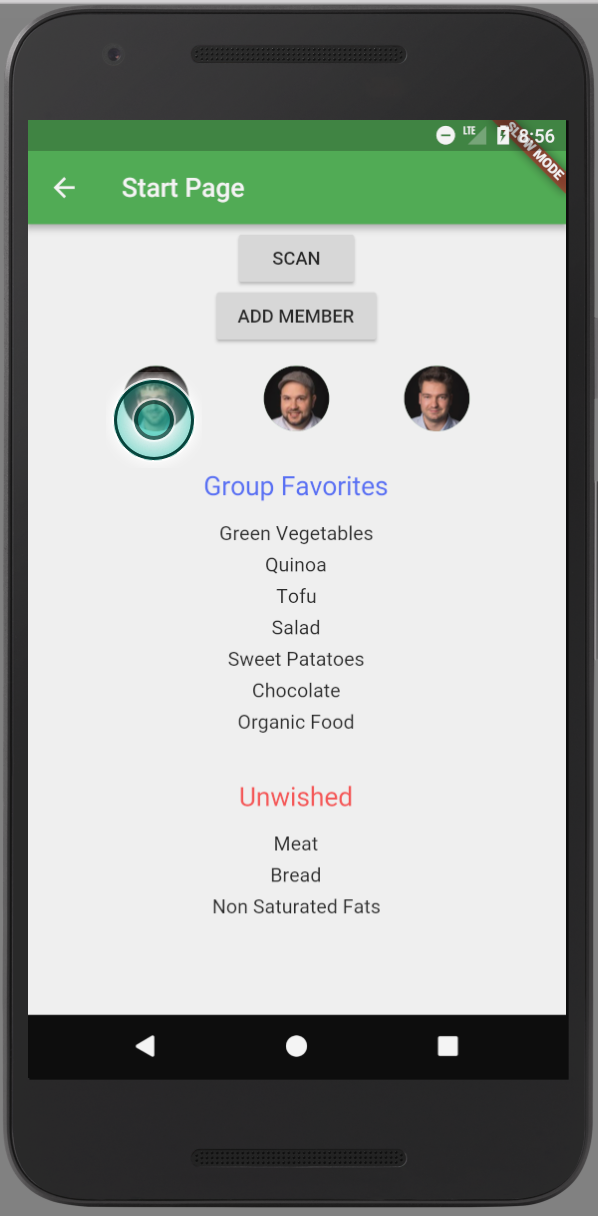 LTE
8:56
SLOW MODE
Start Page
SCAN
ADD MEMBER
Group Favorites
Green Vegetables
Quinoa
Tofu
Salad
Sweet Patatoes
Chocolate
Organic Food
Unwished
Meat
Bread
Non Saturated Fats